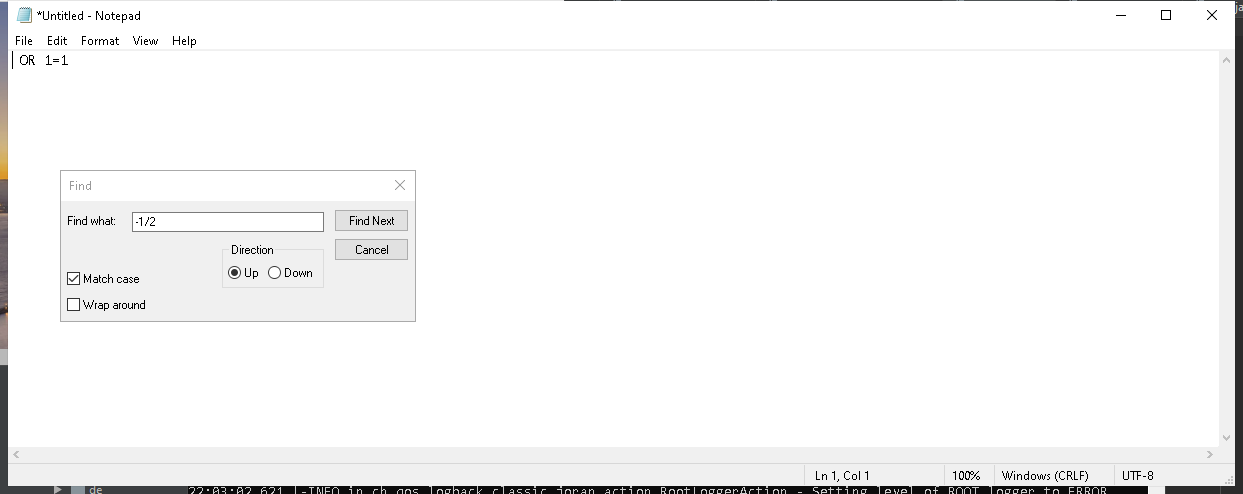 *Untitled - Notepad
File Edit Format View Help
OR 1=1
Find
Find what: -1/2 Find Next
Direction Cancel
Up Down
Match case
Wrap around
Ln 1, Col 1 100% Windows (CRLF) UTF-8
de 22:03:02,621 |-INFO in ch.qos.logback.classic.joran.action.RootLoggerAction - Setting level of ROOT logger to ERROR